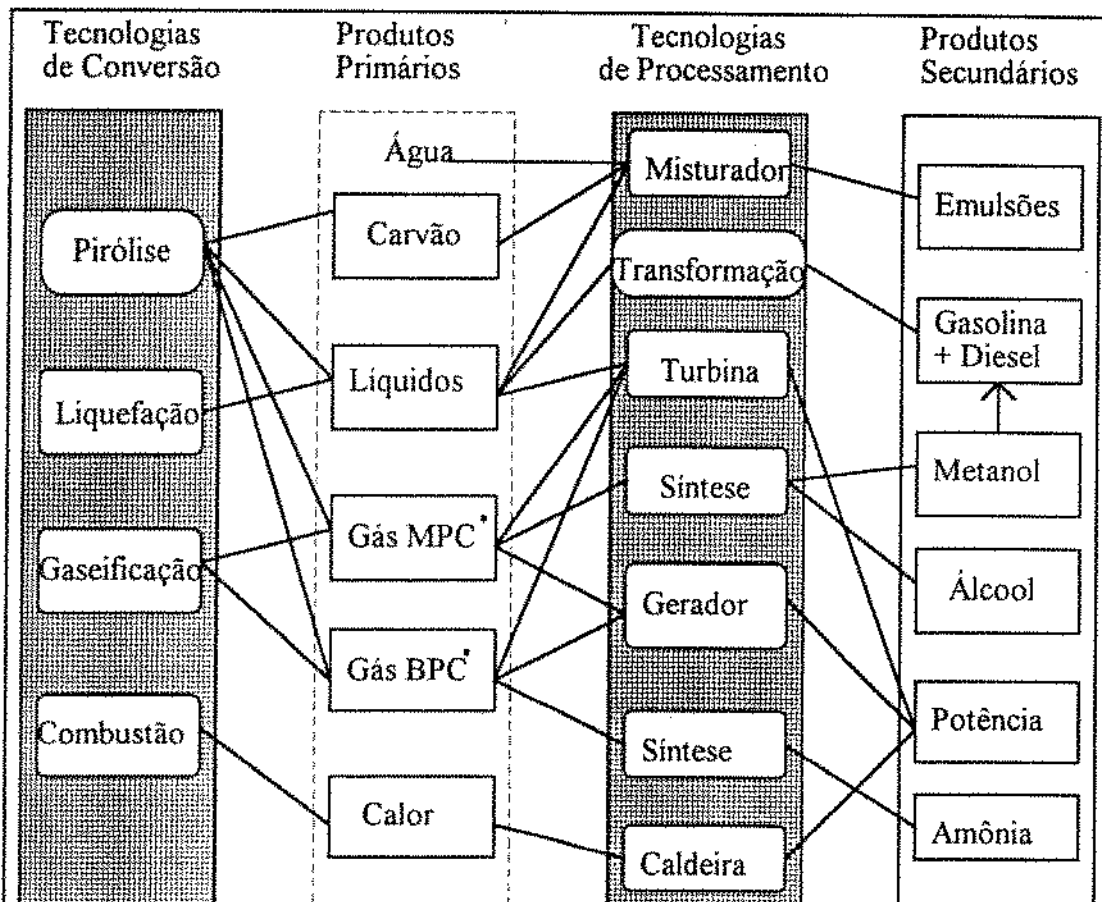 Tecnologias
de Conversão
Produtos
Primários
Tecnologias
de Processamento
Produtos
Secundários
Pirólise
Liquefação
Gaseificação
Combustão
Água
Carvão
Líquidos
Gás MPC*
Gás BPC*
Calor
Misturador
Transformação
Turbina
Síntese
Gerador
Síntese
Caldeira
Emulsões
Gasolina
+ Diesel
Metanol
Álcool
Potência
Amônia